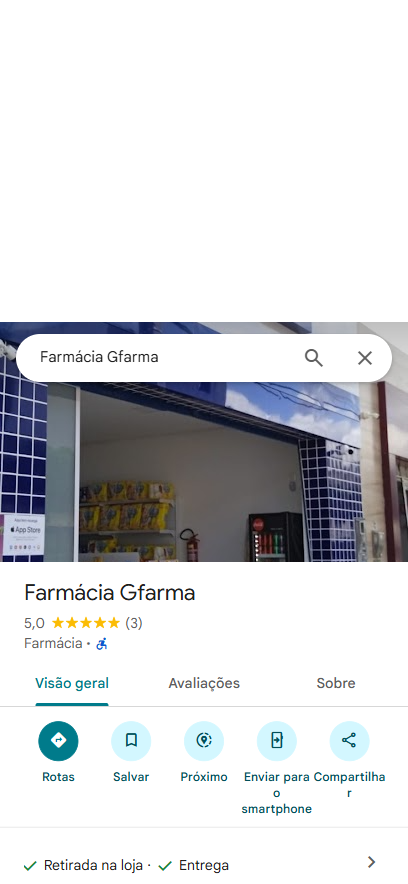 Farmácia Gfarma
App Store
Farmácia Gfarma
5,0 (3)
Farmácia ·
Visão geral Avaliações Sobre
Rotas Salvar Próximo Enviar para o smartphone Compartilhar
Retirada na loja · Entrega